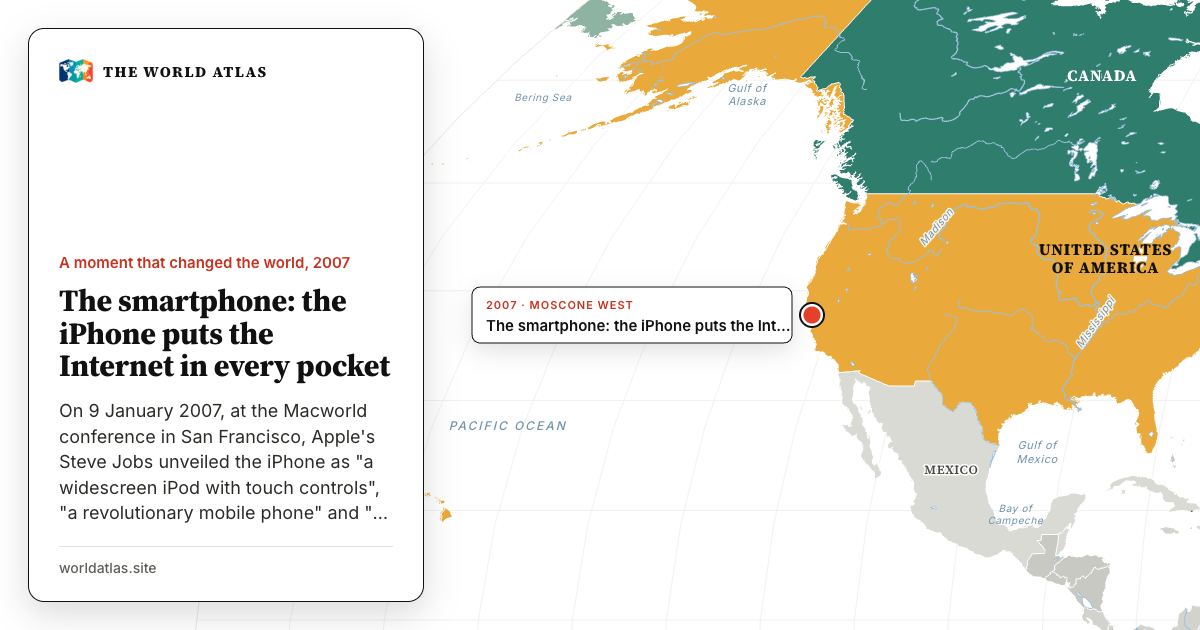 THE WORLD ATLAS
A moment that changed the world, 2007
The smartphone: the
iPhone puts the
Internet in every pocket
On 9 January 2007, at the Macworld
conference in San Francisco, Apple's
Steve Jobs unveiled the iPhone as "a
widescreen iPod with touch controls",
"a revolutionary mobile phone" and "...
worldatlas.site
Bering Sea
Gulf of
Alaska
CANADA
Madison
UNITED STATES
OF AMERICA
2007 · MOSCONE WEST
The smartphone: the iPhone puts the Int...
Mississippi
PACIFIC OCEAN
Gulf of
Mexico
MEXICO
Bay of
Campeche